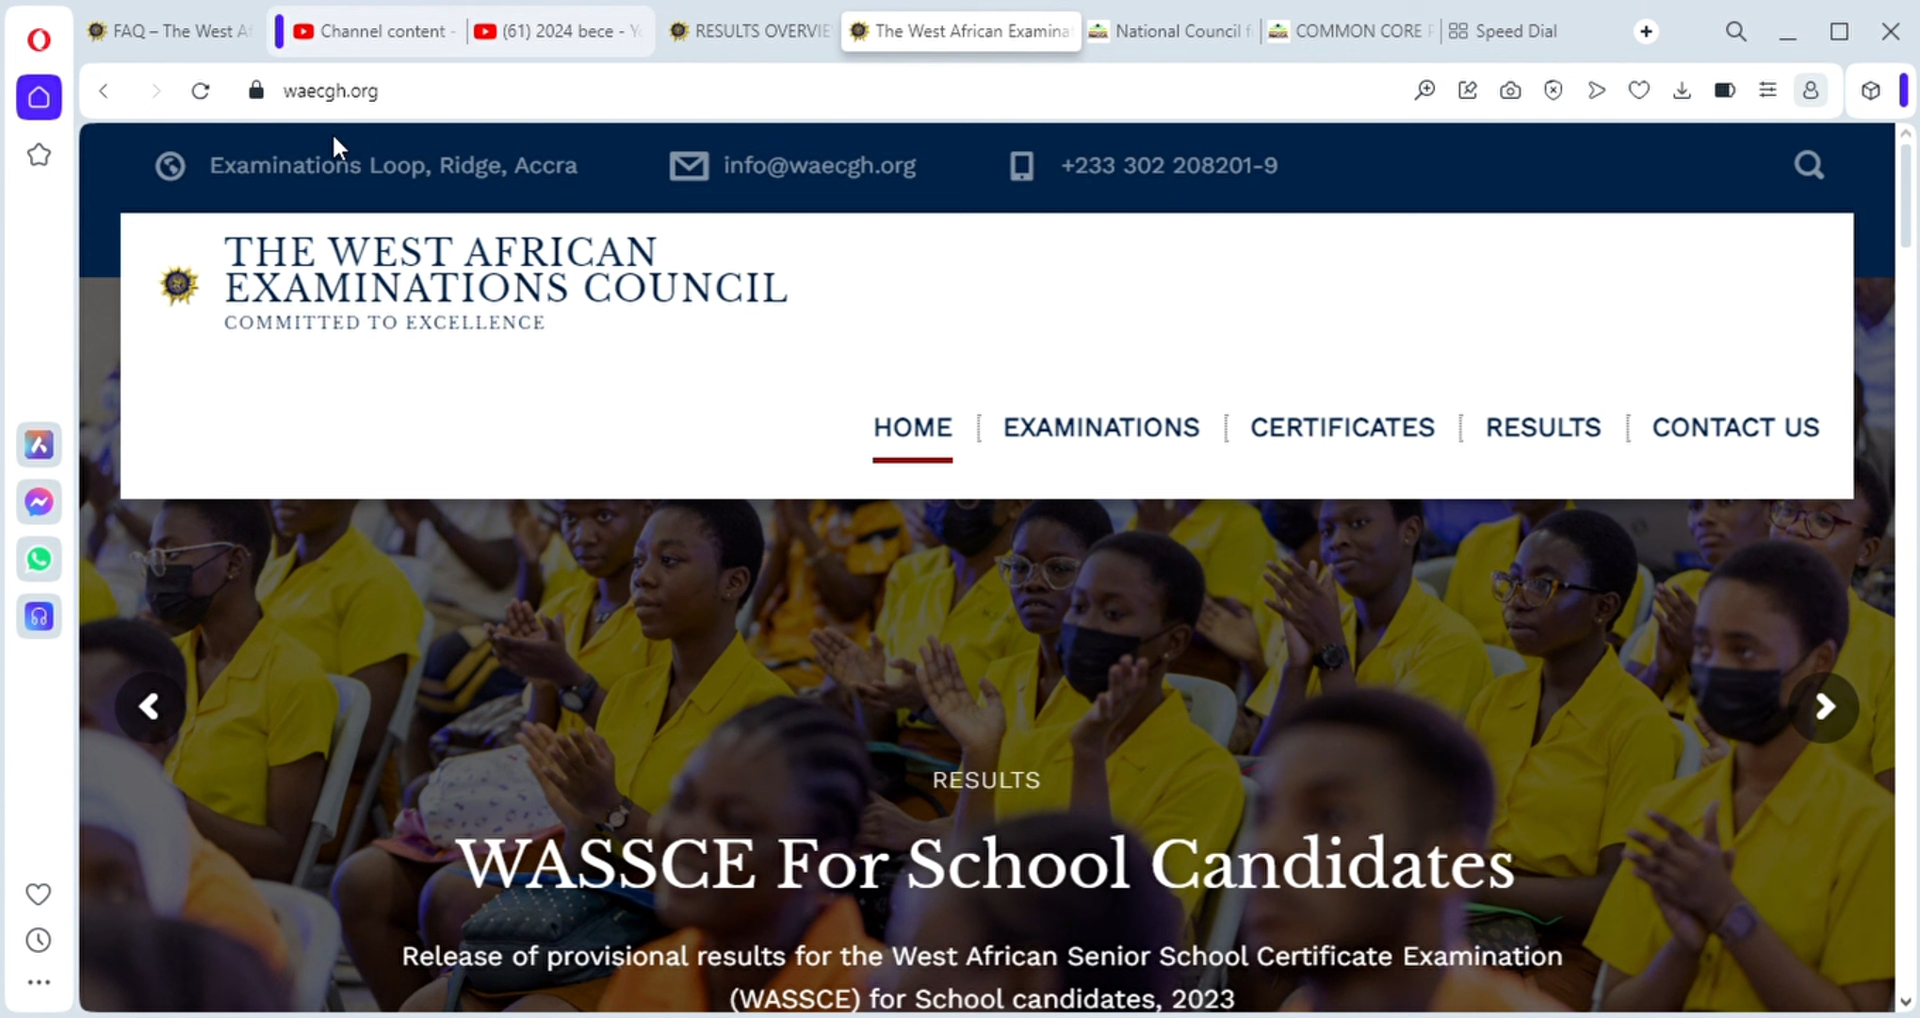 FAQ – The West A
Channel content -
(61) 2024 bece - Y
RESULTS OVERVIE
The West African Examina
National Council f
COMMON CORE P
Speed Dial
waecgh.org
Examinations Loop, Ridge, Accra
info@waecgh.org
+233 302 208201-9
THE WEST AFRICAN
EXAMINATIONS COUNCIL
COMMITTED TO EXCELLENCE
HOME
EXAMINATIONS
CERTIFICATES
RESULTS
CONTACT US
RESULTS
WASSCE For School Candidates
Release of provisional results for the West African Senior School Certificate Examination
(WASSCE) for School candidates, 2023